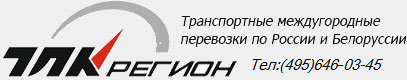 Транспортные междугородные
перевозки по России и Белоруссии
ТЛК РЕГИОН
Тел:(495)646-03-45